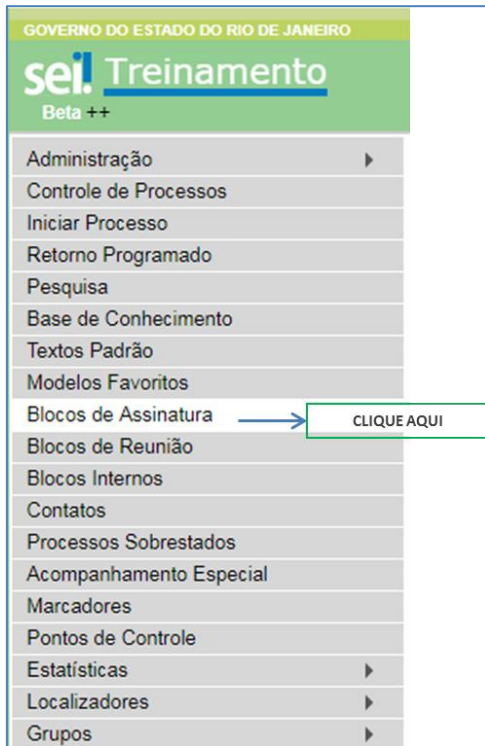 GOVERNO DO ESTADO DO RIO DE JANEIRO
sei! Treinamento
Beta ++
Administração
Controle de Processos
Iniciar Processo
Retorno Programado
Pesquisa
Base de Conhecimento
Textos Padrão
Modelos Favoritos
Blocos de Assinatura CLIQUE AQUI
Blocos de Reunião
Blocos Internos
Contatos
Processos Sobrestados
Acompanhamento Especial
Marcadores
Pontos de Controle
Estatísticas
Localizadores
Grupos